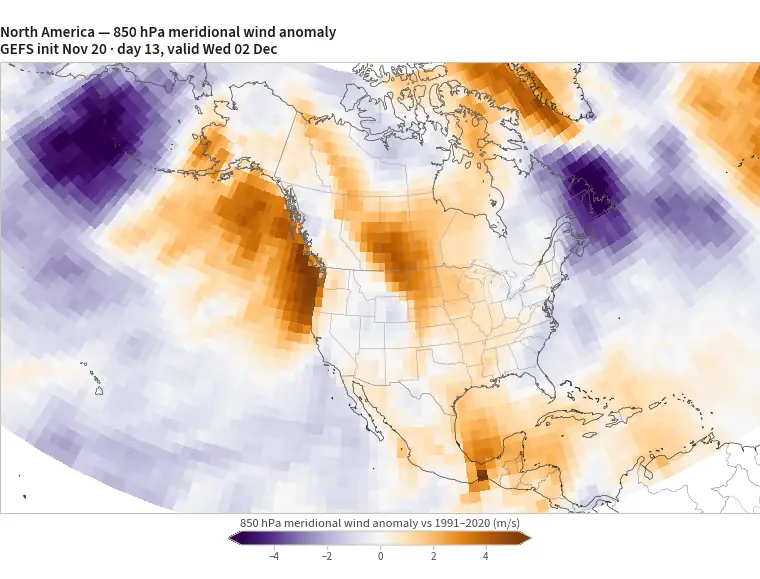 North America — 850 hPa meridional wind anomaly
GEFS init Nov 20 · day 13, valid Wed 02 Dec
850 hPa meridional wind anomaly vs 1991–2020 (m/s)
−4 −2 0 2 4